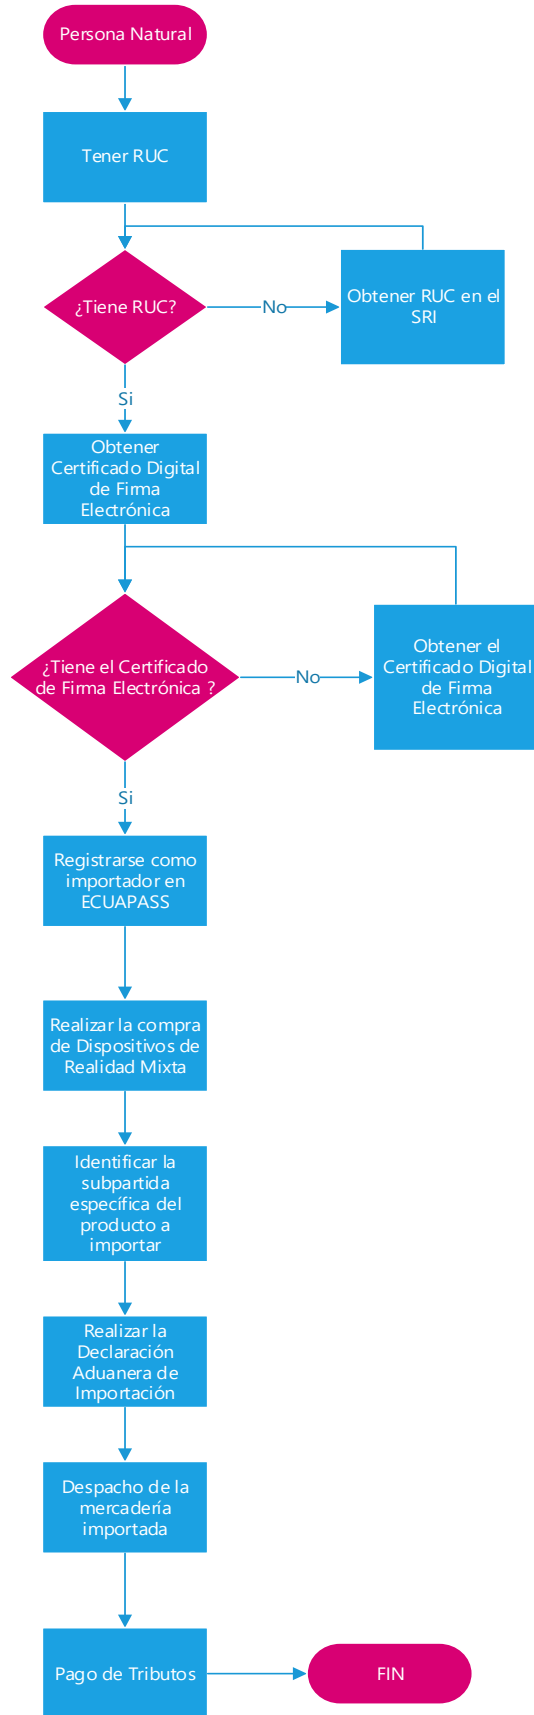 Persona Natural
Tener RUC
¿Tiene RUC?
No
Obtener RUC en el
SRI
Si
Obtener
Certificado Digital
de Firma
Electrónica
¿Tiene el Certificado
de Firma Electrónica ?
No
Obtener el
Certificado Digital
de Firma
Electrónica
Si
Registrarse como
importador en
ECUAPASS
Realizar la compra
de Dispositivos de
Realidad Mixta
Identificar la
subpartida
específica del
producto a
importar
Realizar la
Declaración
Aduanera de
Importación
Despacho de la
mercadería
importada
Pago de Tributos
FIN